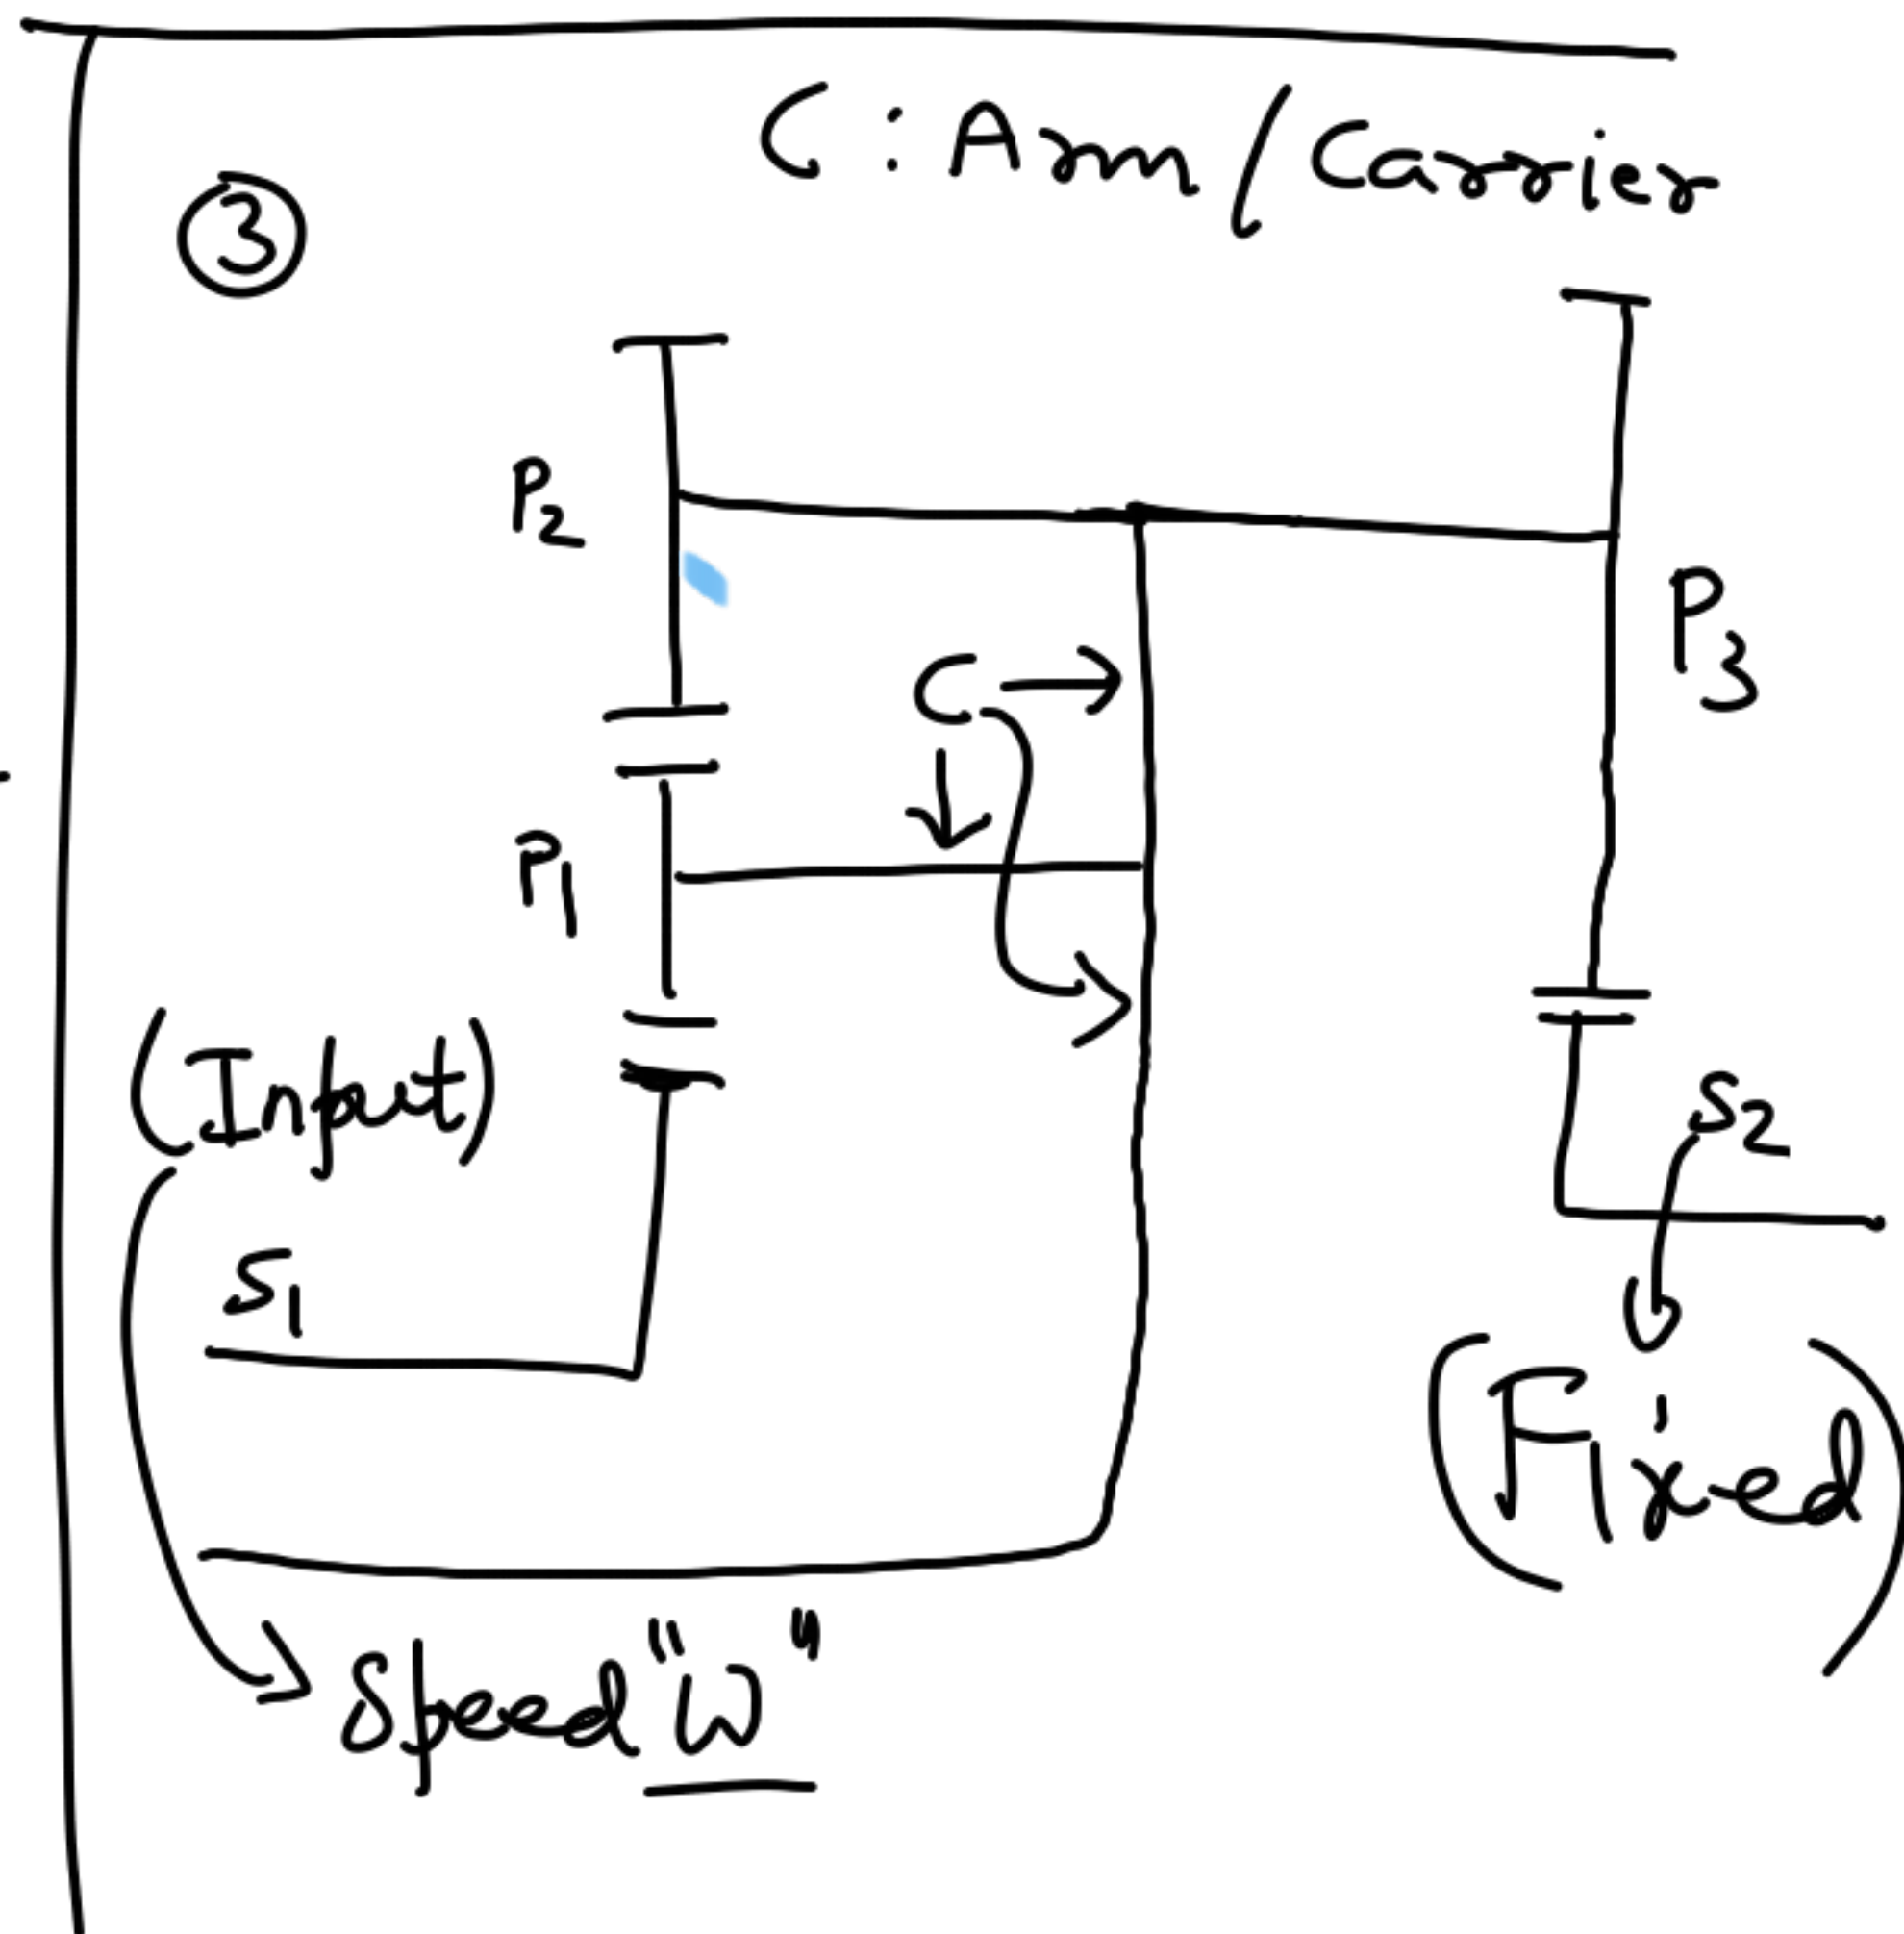 C : Arm/Carrier
③
P2
P3
C
P1
(Input)
S2
S1
(Fixed)
Speed "W"